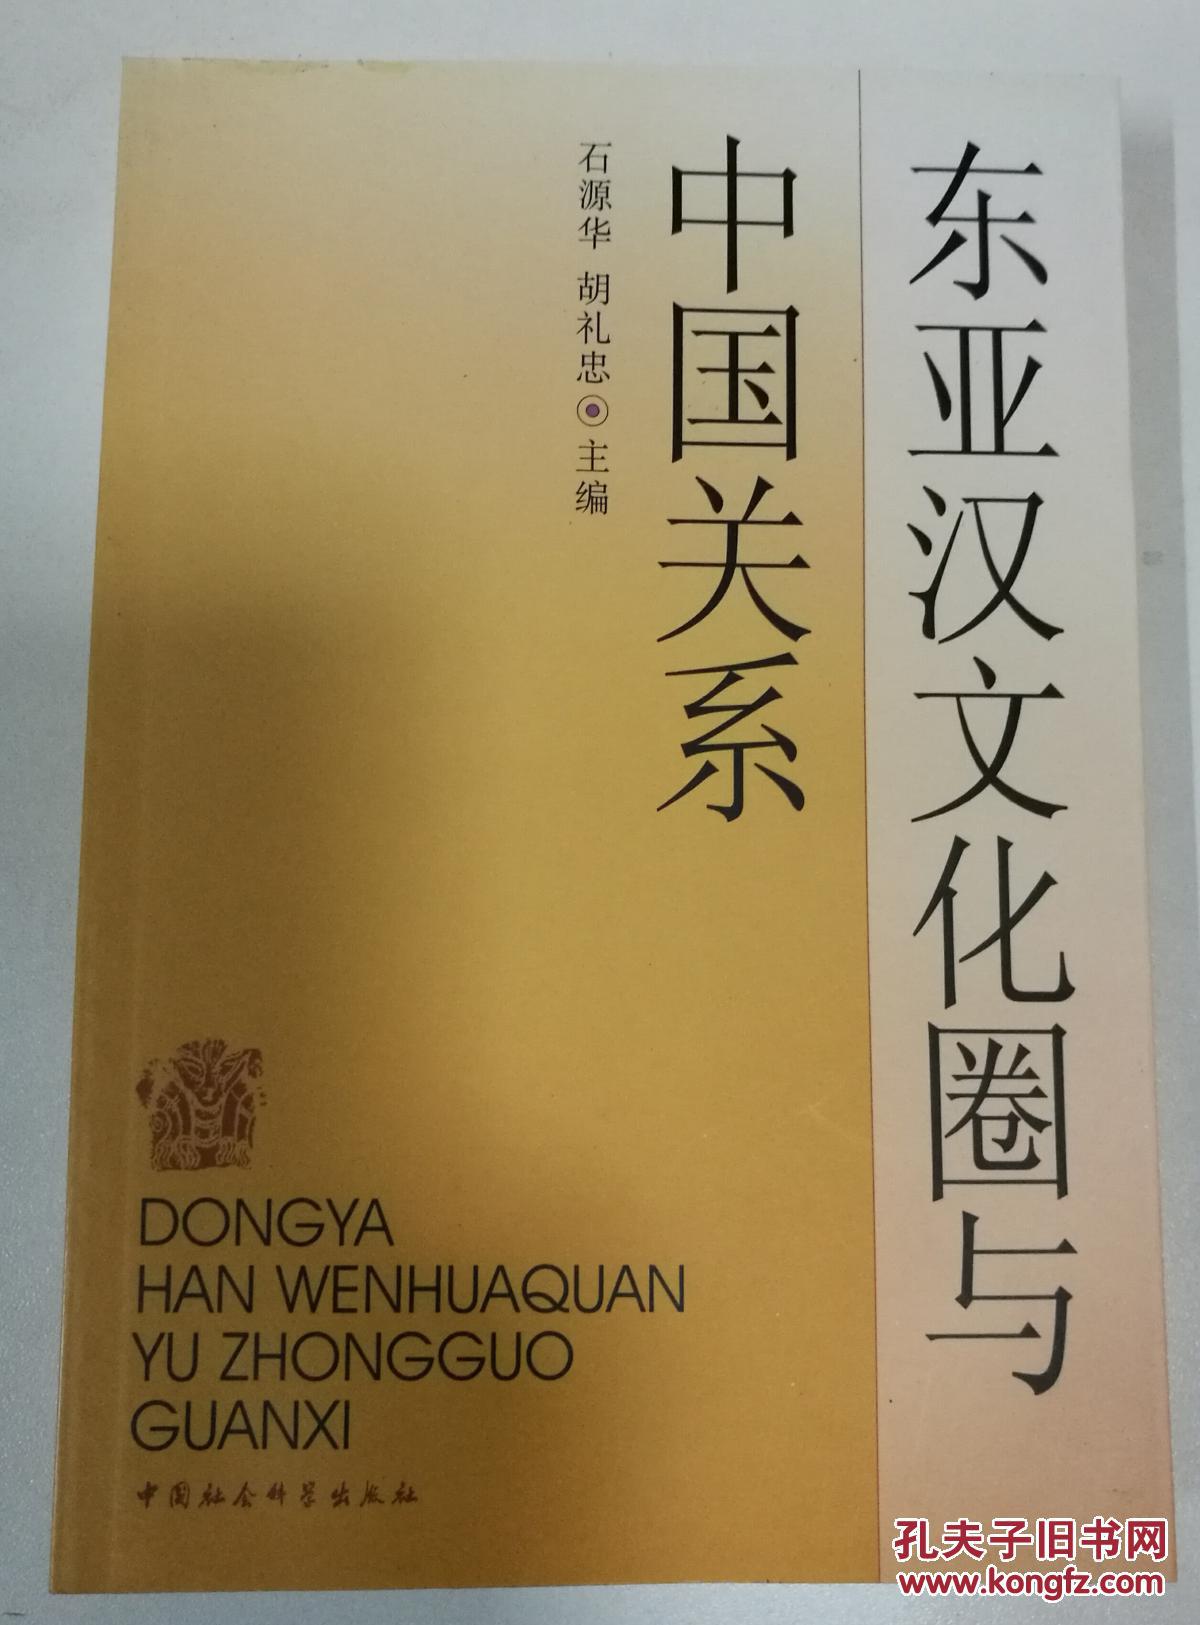 东亚汉文化圈与
中国关系
石源华 胡礼忠⊙主编
DONGYA
HAN WENHUAQUAN
YU ZHONGGUO
GUANXI
中国社会科学出版社
孔夫子旧书网
www.kongfz.com